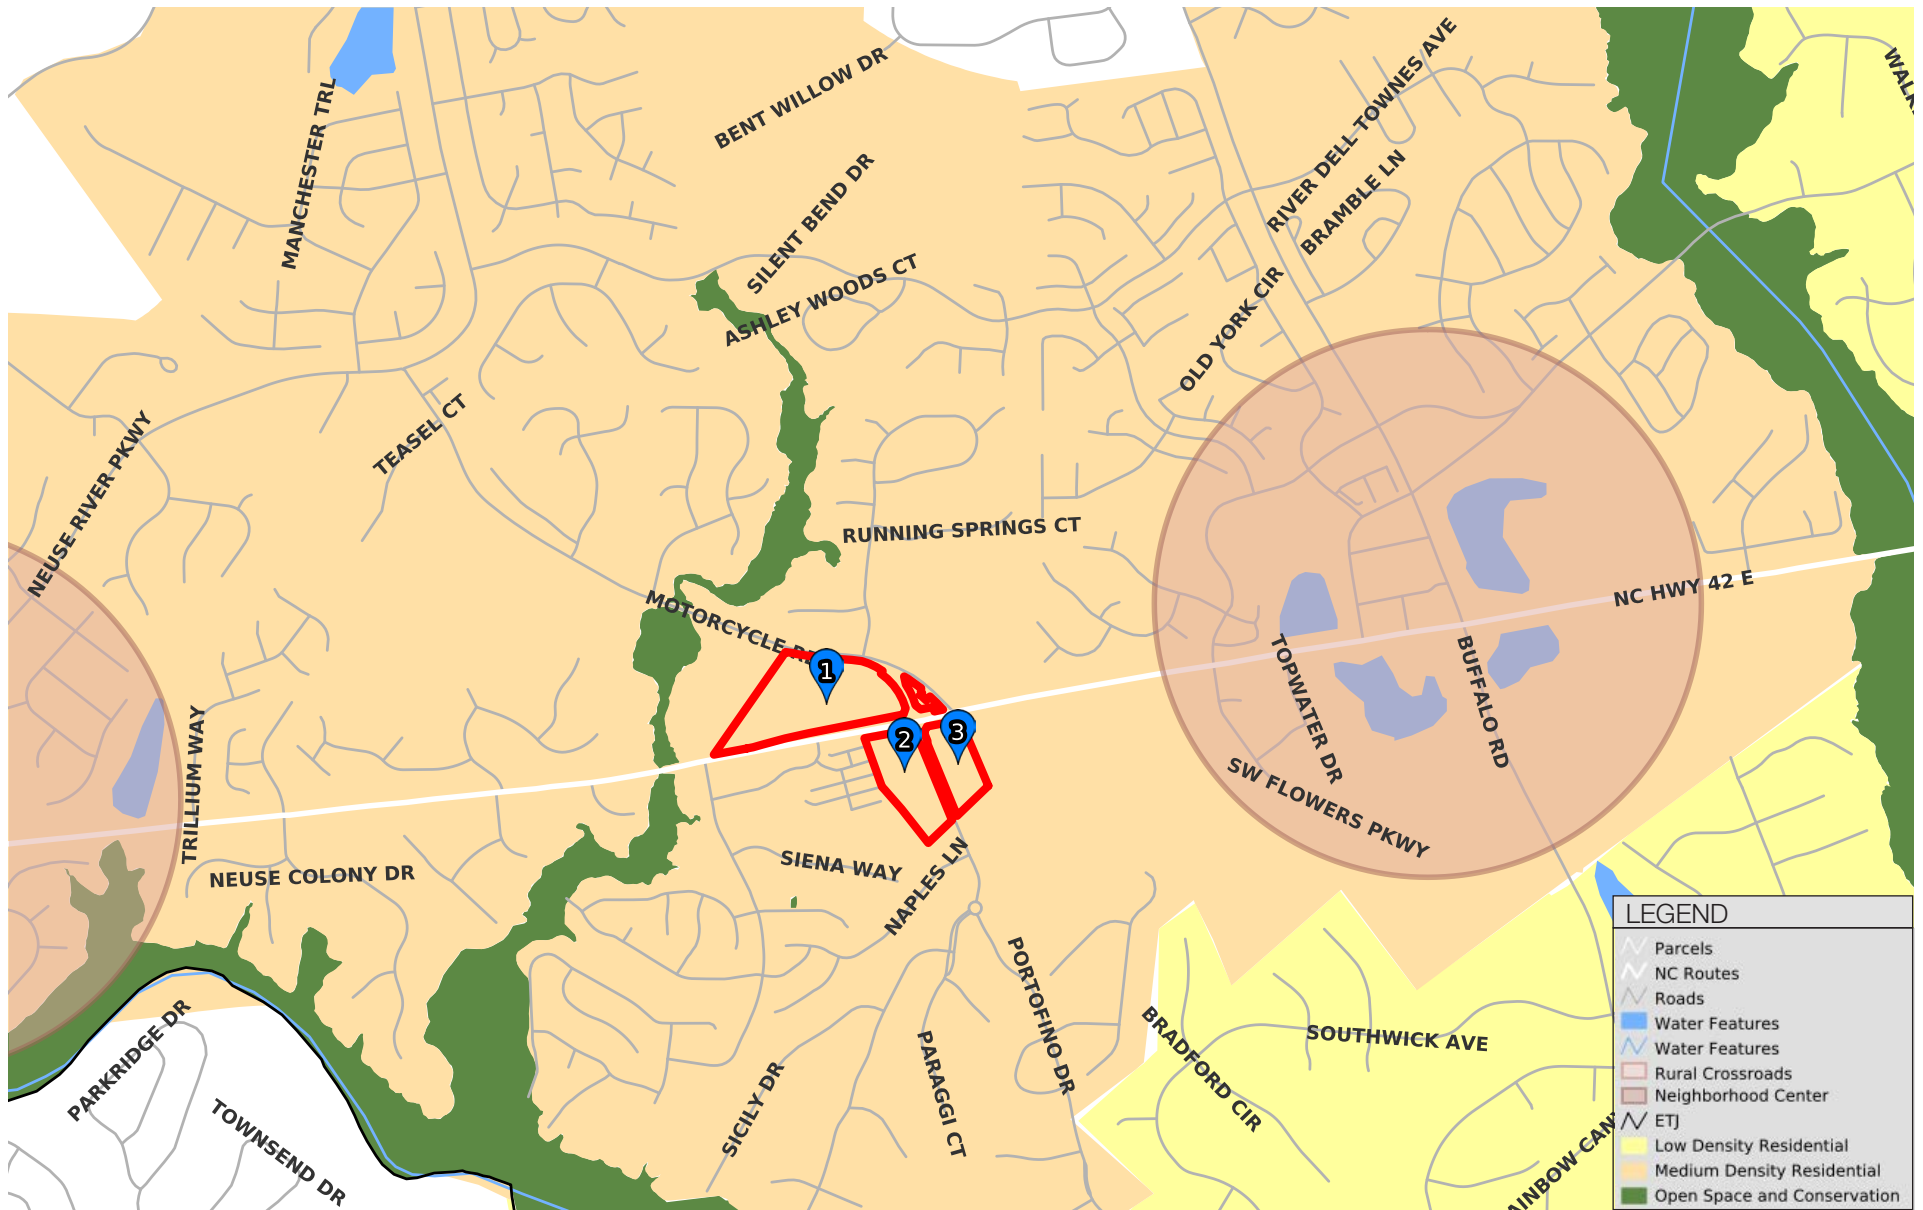 BENT WILLOW DR
RIVER DELL TOWNES AVE
MANCHESTER TRL
SILENT BEND DR
BRAMBLE LN
ASHLEY WOODS CT
OLD YORK CIR
TEASEL CT
NEUSE RIVER PKWY
RUNNING SPRINGS CT
NC HWY 42 E
MOTORCYCLE
1
2
3
TOPWATER DR
BUFFALO RD
TRILLIUM WAY
SW FLOWERS PKWY
SIENA WAY
NEUSE COLONY DR
NAPLES LN
PORTOFINO DR
PARKRIDGE DR
BRADFORD CIR
SOUTHWICK AVE
PARAGGI CT
SICILY DR
TOWNSEND DR
LEGEND
Parcels
NC Routes
Roads
Water Features
Water Features
Rural Crossroads
Neighborhood Center
ETJ
Low Density Residential
Medium Density Residential
Open Space and Conservation